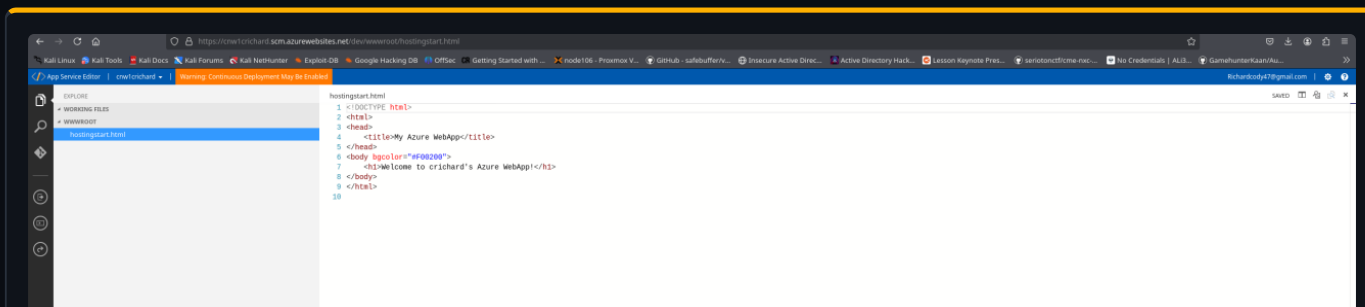 https://cnw1crichard.scm.azurewebsites.net/dev/wwwroot/hostingstart.html
Kali Linux Kali Tools Kali Docs Kali Forums Kali NetHunter Exploit-DB Google Hacking DB OffSec Getting Started with ... node106 - Proxmox V... GitHub - safebuffer/v... Insecure Active Direc... Active Directory Hack... Lesson Keynote Pres... seriotonctf/cme-nxc-... No Credentials | ALi3... GamehunterKaan/Au...
App Service Editor | cnw1crichard Warning: Continuous Deployment May Be Enabled Richardcody47@gmail.com |
EXPLORE hostingstart.html SAVED
WORKING FILES
WWWROOT
hostingstart.html
1 <!DOCTYPE html>
2 <html>
3 <head>
4 <title>My Azure WebApp</title>
5 </head>
6 <body bgcolor="#F00200">
7 <h1>Welcome to crichard's Azure WebApp!</h1>
8 </body>
9 </html>
10